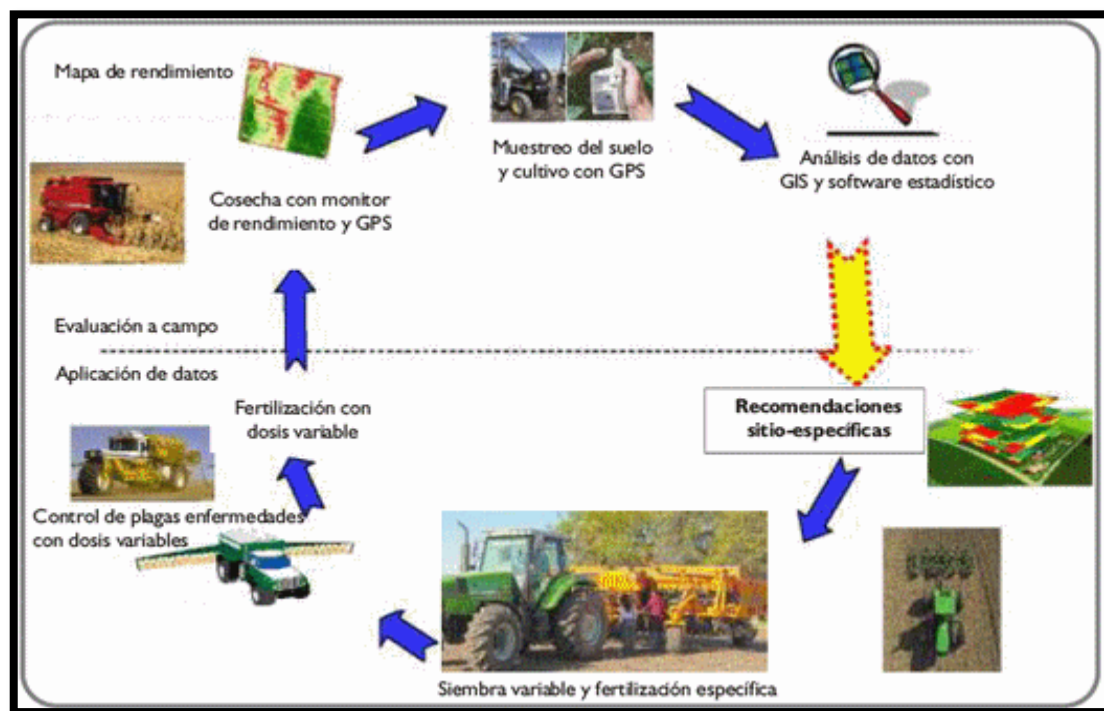 Mapa de rendimiento
Muestreo del suelo
y cultivo con GPS
Análisis de datos con
GIS y software estadístico
Cosecha con monitor
de rendimiento y GPS
Evaluación a campo
Aplicación de datos
Fertilización con
dosis variable
Recomendaciones
sitio-específicas
Control de plagas enfermedades
con dosis variables
Siembra variable y fertilización específica